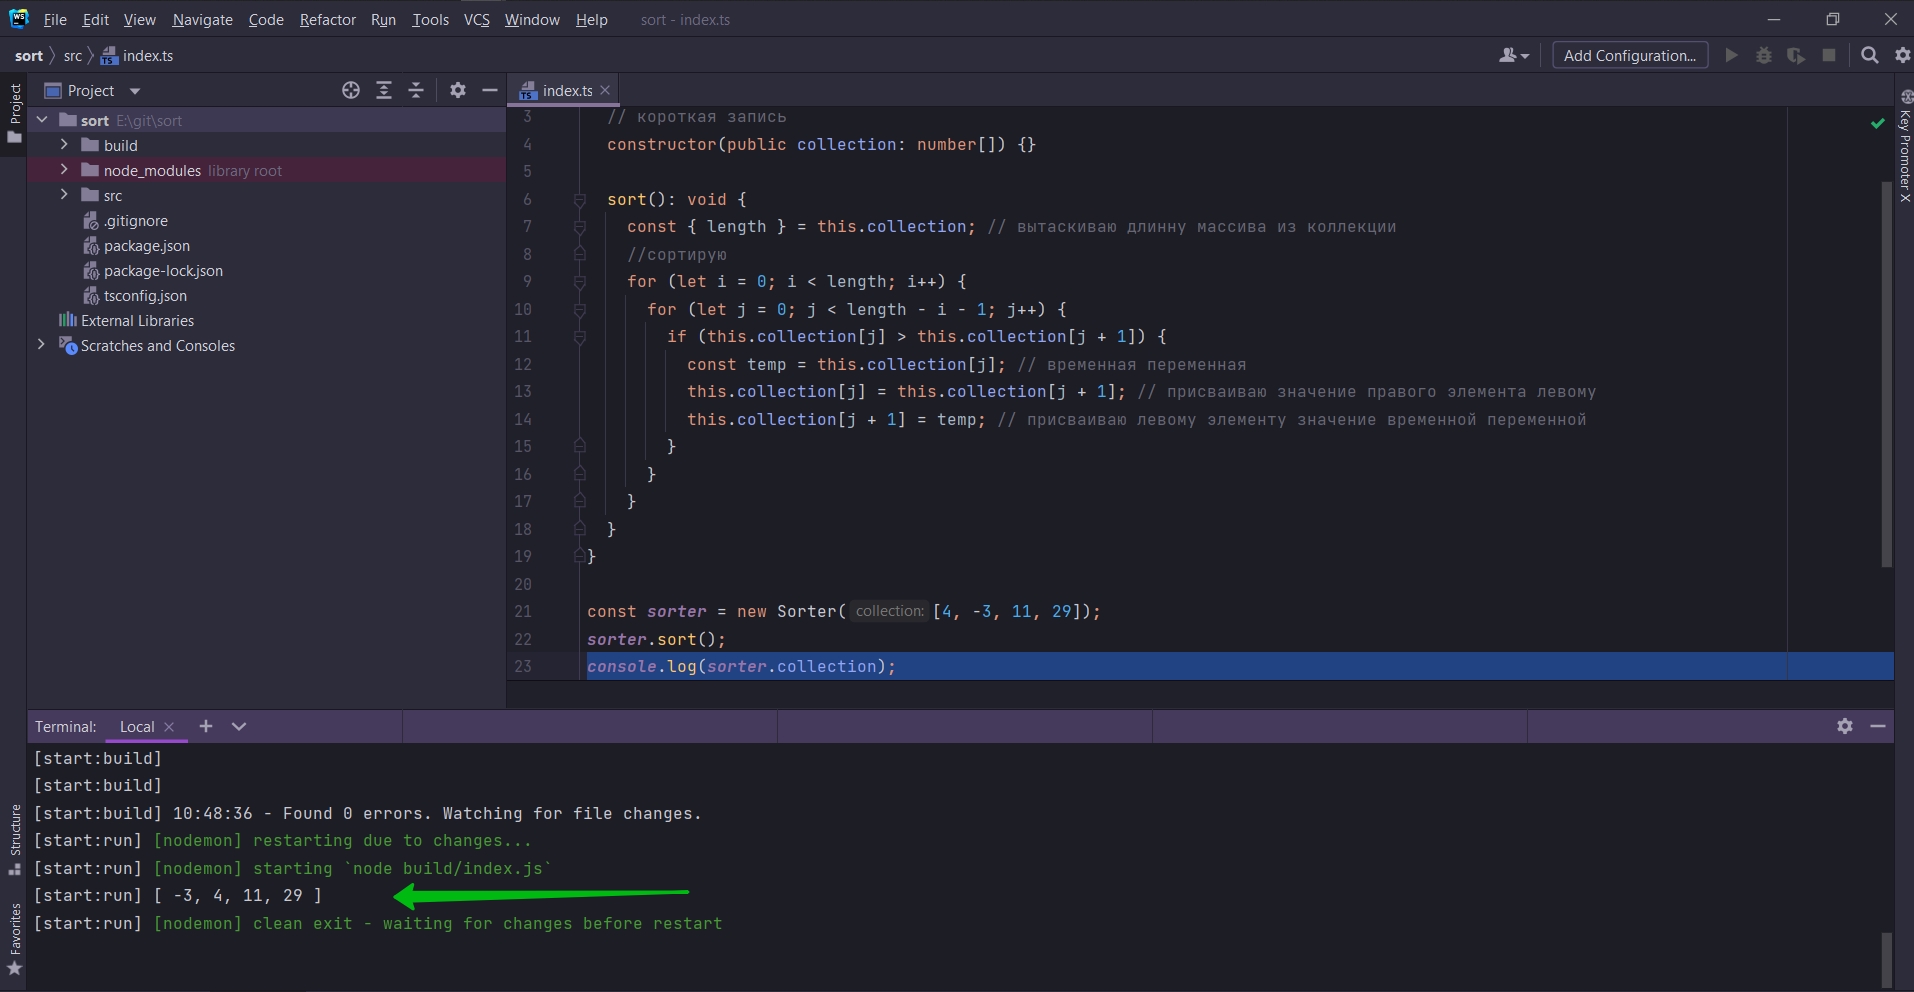 File Edit View Navigate Code Refactor Run Tools VCS Window Help sort - index.ts
sort src index.ts Add Configuration...
Project
Project
index.ts
sort E:\git\sort
build
node_modules library root
src
.gitignore
package.json
package-lock.json
tsconfig.json
External Libraries
Scratches and Consoles
3 // короткая запись
4 constructor(public collection: number[]) {}
5
6 sort(): void {
7 const { length } = this.collection; // вытаскиваю длинну массива из коллекции
8 //сортирую
9 for (let i = 0; i < length; i++) {
10 for (let j = 0; j < length - i - 1; j++) {
11 if (this.collection[j] > this.collection[j + 1]) {
12 const temp = this.collection[j]; // временная переменная
13 this.collection[j] = this.collection[j + 1]; // присваиваю значение правого элемента левому
14 this.collection[j + 1] = temp; // присваиваю левому элементу значение временной переменной
15 }
16 }
17 }
18 }
19 }
20
21 const sorter = new Sorter( collection: [4, -3, 11, 29]);
22 sorter.sort();
23 console.log(sorter.collection);
Key Promoter X
Terminal: Local
[start:build]
[start:build]
[start:build] 10:48:36 - Found 0 errors. Watching for file changes.
[start:run] [nodemon] restarting due to changes...
[start:run] [nodemon] starting `node build/index.js`
[start:run] [ -3, 4, 11, 29 ]
[start:run] [nodemon] clean exit - waiting for changes before restart
Structure
Favorites